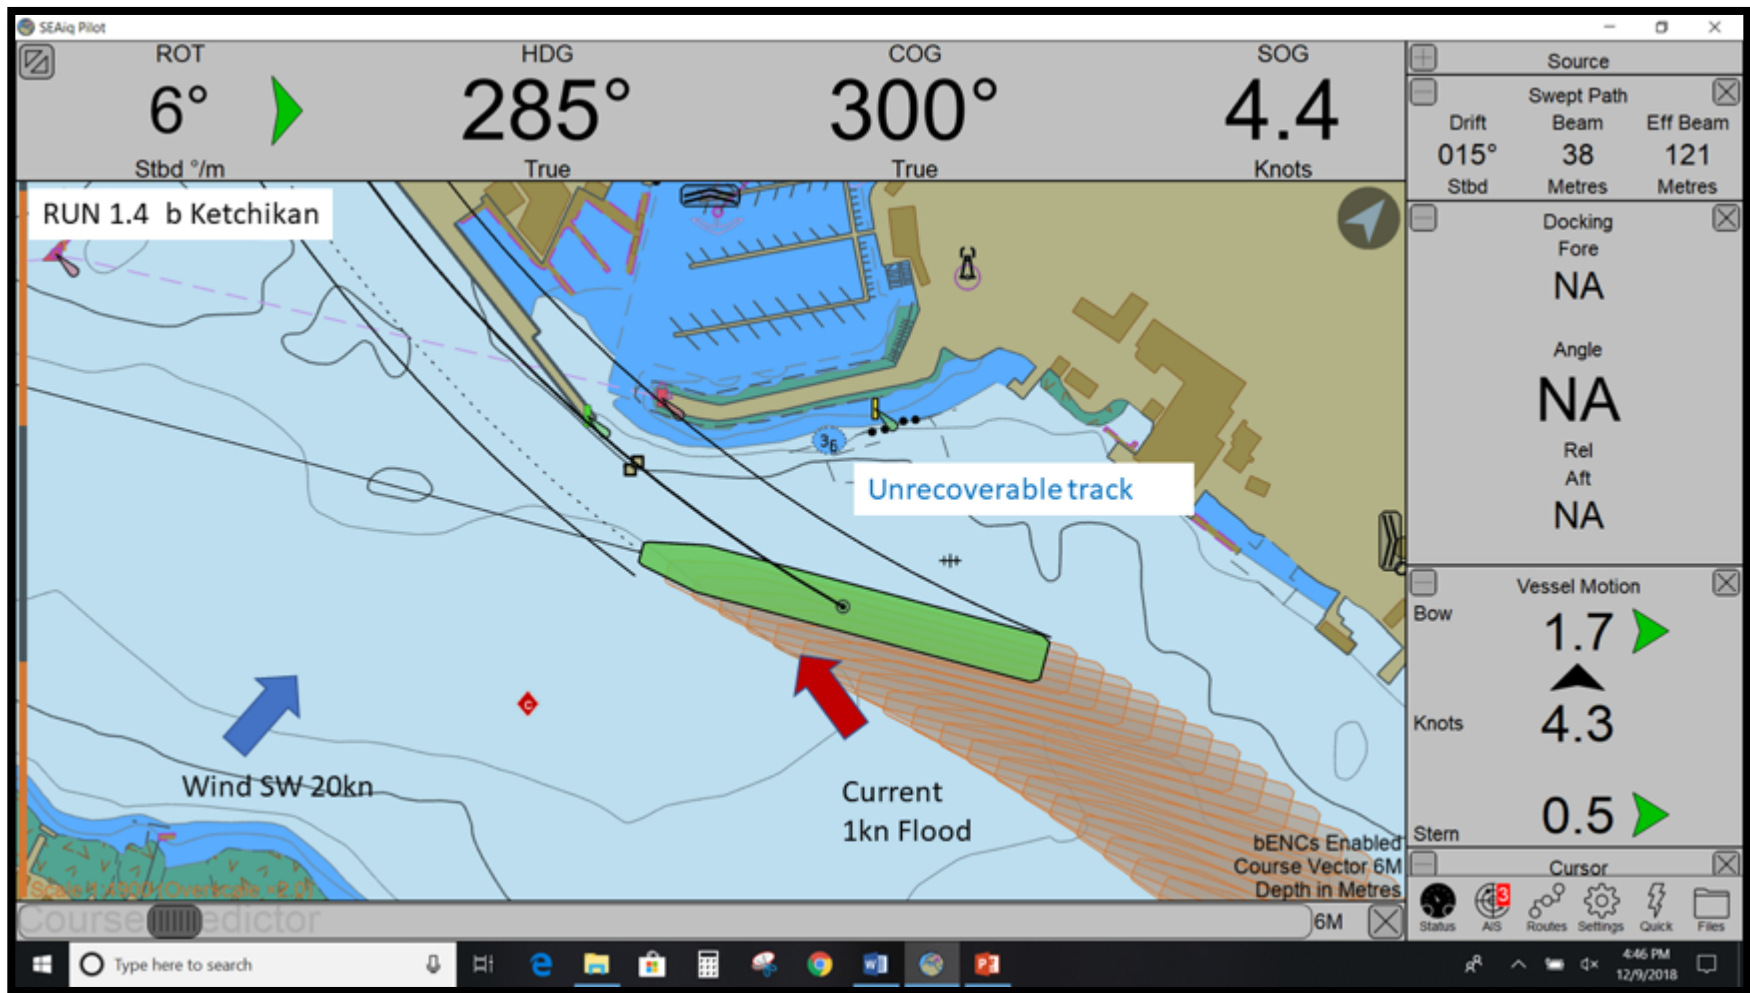 SEAiq Pilot
ROT HDG COG SOG
6° 285° 300° 4.4
Stbd °/m True True Knots
Source
Swept Path
Drift Beam Eff Beam
015° 38 121
Stbd Metres Metres
Docking
Fore
NA
Angle
NA
Rel
Aft
NA
Vessel Motion
Bow
1.7
Knots 4.3
Stern 0.5
Cursor
Status AIS 3 Routes Settings Quick Files
RUN 1.4 b Ketchikan
36
Unrecoverable track
C
Wind SW 20kn
Current
1kn Flood
bENCs Enabled
Course Vector 6M
Depth in Metres
6M
Type here to search
4:46 PM
12/9/2018